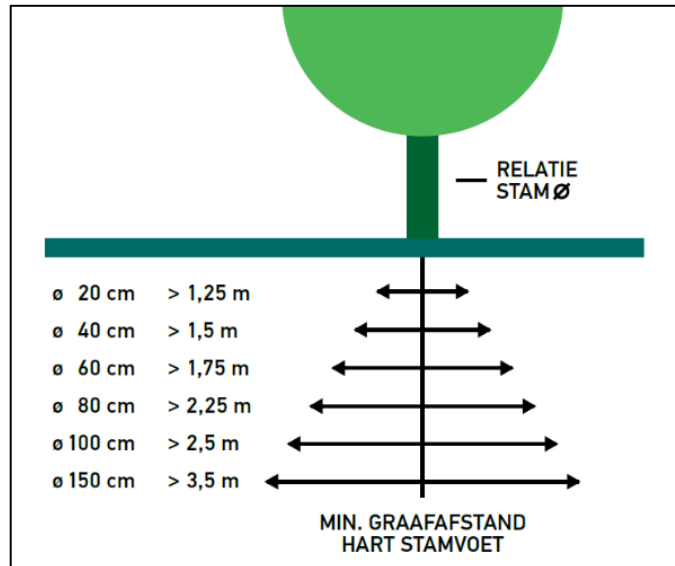 RELATIE
STAM Ø
ø 20 cm > 1,25 m
ø 40 cm > 1,5 m
ø 60 cm > 1,75 m
ø 80 cm > 2,25 m
ø 100 cm > 2,5 m
ø 150 cm > 3,5 m
MIN. GRAAFAFSTAND
HART STAMVOET